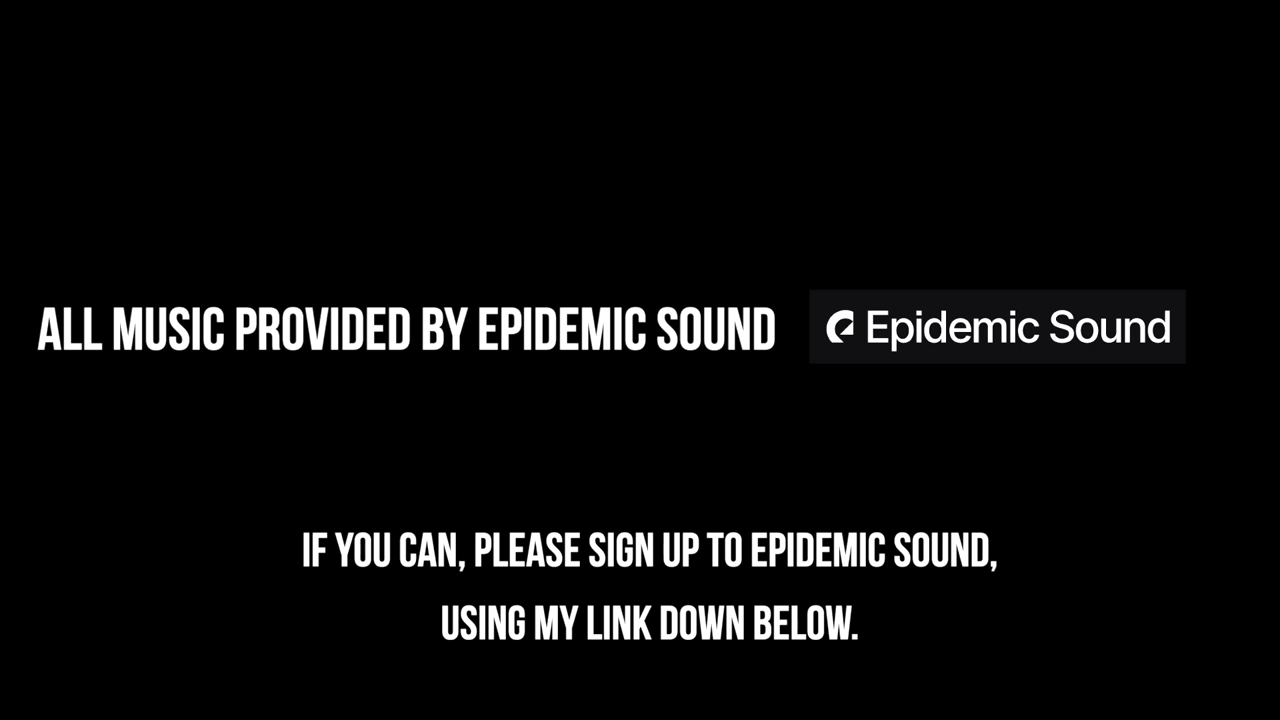 ALL MUSIC PROVIDED BY EPIDEMIC SOUND
Epidemic Sound
IF YOU CAN, PLEASE SIGN UP TO EPIDEMIC SOUND,
USING MY LINK DOWN BELOW.